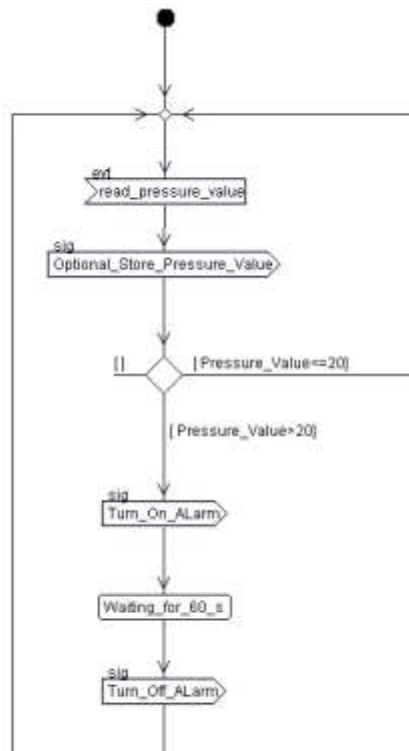 evt
read_pressure_value
sig
Optional_Store_Pressure_Value
[ ]
[ Pressure_Value<=20]
[ Pressure_Value>20]
sig
Turn_On_ALarm
Waiting_for_60_s
sig
Turn_Off_ALarm